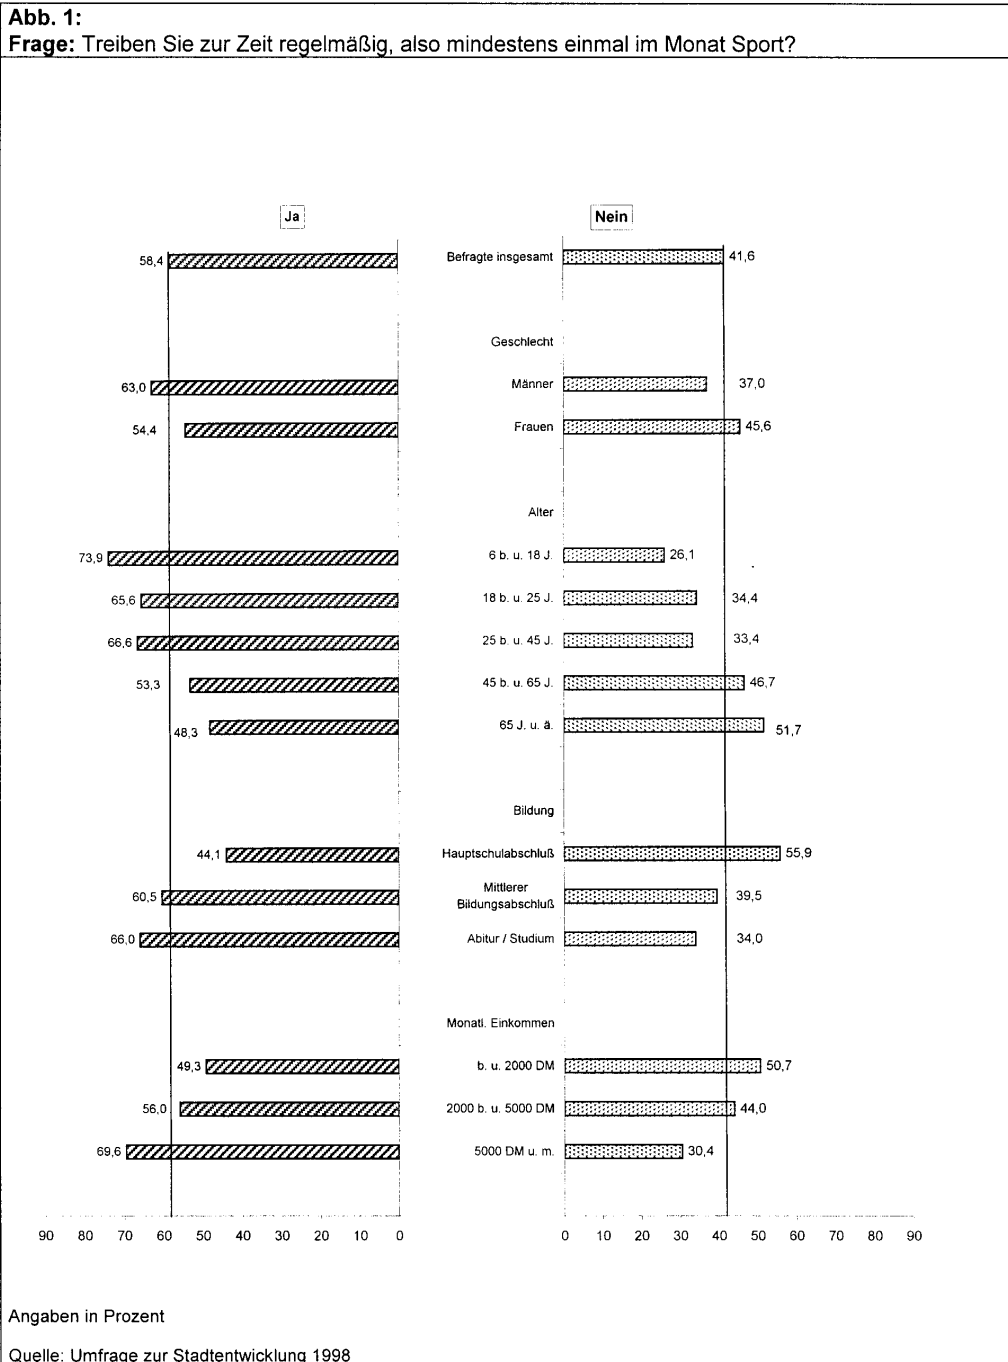 Abb. 1:
Frage: Treiben Sie zur Zeit regelmäßig, also mindestens einmal im Monat Sport?
Ja Nein
58,4 Befragte insgesamt 41,6
Geschlecht
63,0 Männer 37,0
54,4 Frauen 45,6
Alter
73,9 6 b. u. 18 J. 26,1
65,6 18 b. u. 25 J. 34,4
66,6 25 b. u. 45 J. 33,4
53,3 45 b. u. 65 J. 46,7
48,3 65 J. u. ä. 51,7
Bildung
44,1 Hauptschulabschluß 55,9
60,5 Mittlerer 39,5
Bildungsabschluß
66,0 Abitur / Studium 34,0
Monatl. Einkommen
49,3 b. u. 2000 DM 50,7
56,0 2000 b. u. 5000 DM 44,0
69,6 5000 DM u. m. 30,4
90 80 70 60 50 40 30 20 10 0 0 10 20 30 40 50 60 70 80 90
Angaben in Prozent
Quelle: Umfrage zur Stadtentwicklung 1998